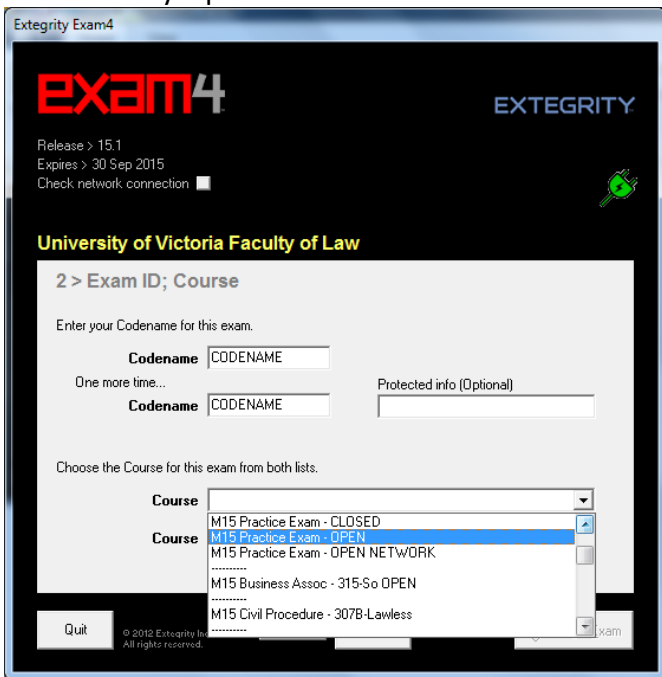 Extegrity Exam4
exam4
EXTEGRITY
Release > 15.1
Expires > 30 Sep 2015
Check network connection
University of Victoria Faculty of Law
2 > Exam ID; Course
Enter your Codename for this exam.
Codename CODENAME
One more time...
Protected info (Optional)
Codename CODENAME
Choose the Course for this exam from both lists.
Course
M15 Practice Exam - CLOSED
Course
M15 Practice Exam - OPEN
M15 Practice Exam - OPEN NETWORK
----------
M15 Business Assoc - 315-So OPEN
----------
M15 Civil Procedure - 307B-Lawless
----------
Quit
© 2012 Extegrity
All rights reserved.
xam